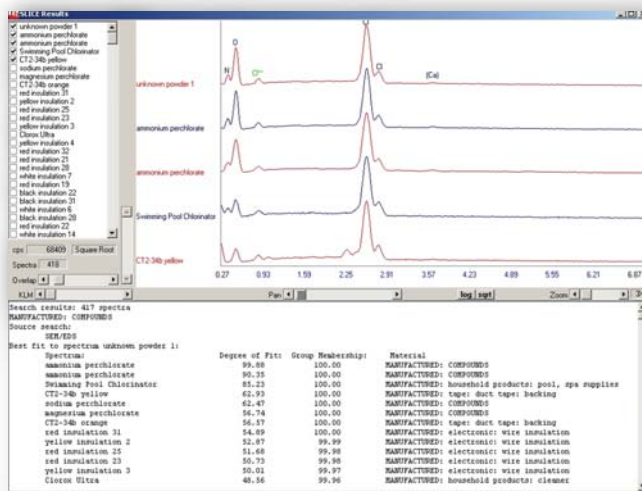 SLICE Results
unknown powder 1
ammonium perchlorate
ammonium perchlorate
Swimming Pool Chlorinator
CT2-34b yellow
sodium perchlorate
magnesium perchlorate
CT2-34b orange
red insulation 31
yellow insulation 2
red insulation 25
red insulation 23
yellow insulation 3
Clorox Ultra
yellow insulation 4
red insulation 32
red insulation 21
red insulation 28
white insulation 7
red insulation 19
black insulation 22
black insulation 31
white insulation 6
black insulation 28
red insulation 22
white insulation 14
cps 68409 Square Root
Spectra 418
Overlap
KLM
N O Cl
(Ca)
unknown powder 1
ammonium perchlorate
ammonium perchlorate
Swimming Pool Chlorinator
CT2-34b yellow
0.27 0.93 1.59 2.25 2.91 3.57 4.23 4.89 5.55 6.21 6.87
Pan log sqrt Zoom
Search results: 417 spectra
MANUFACTURED: COMPOUNDS
Source search:
SEM/EDS
Best fit to spectrum unknown powder 1:
Spectrum: Degree of Fit: Group Membership: Material
ammonium perchlorate 99.88 100.00 MANUFACTURED: COMPOUNDS
ammonium perchlorate 90.35 100.00 MANUFACTURED: COMPOUNDS
Swimming Pool Chlorinator 85.23 100.00 MANUFACTURED: household products: pool, spa supplies
CT2-34b yellow 62.93 100.00 MANUFACTURED: tape: duct tape: backing
sodium perchlorate 62.47 100.00 MANUFACTURED: COMPOUNDS
magnesium perchlorate 56.74 100.00 MANUFACTURED: COMPOUNDS
CT2-34b orange 56.57 100.00 MANUFACTURED: tape: duct tape: backing
red insulation 31 54.89 100.00 MANUFACTURED: electronic: wire insulation
yellow insulation 2 52.87 99.99 MANUFACTURED: electronic: wire insulation
red insulation 25 51.68 99.98 MANUFACTURED: electronic: wire insulation
red insulation 23 50.73 99.98 MANUFACTURED: electronic: wire insulation
yellow insulation 3 50.01 99.97 MANUFACTURED: electronic: wire insulation
Clorox Ultra 48.56 99.96 MANUFACTURED: household products: cleaner